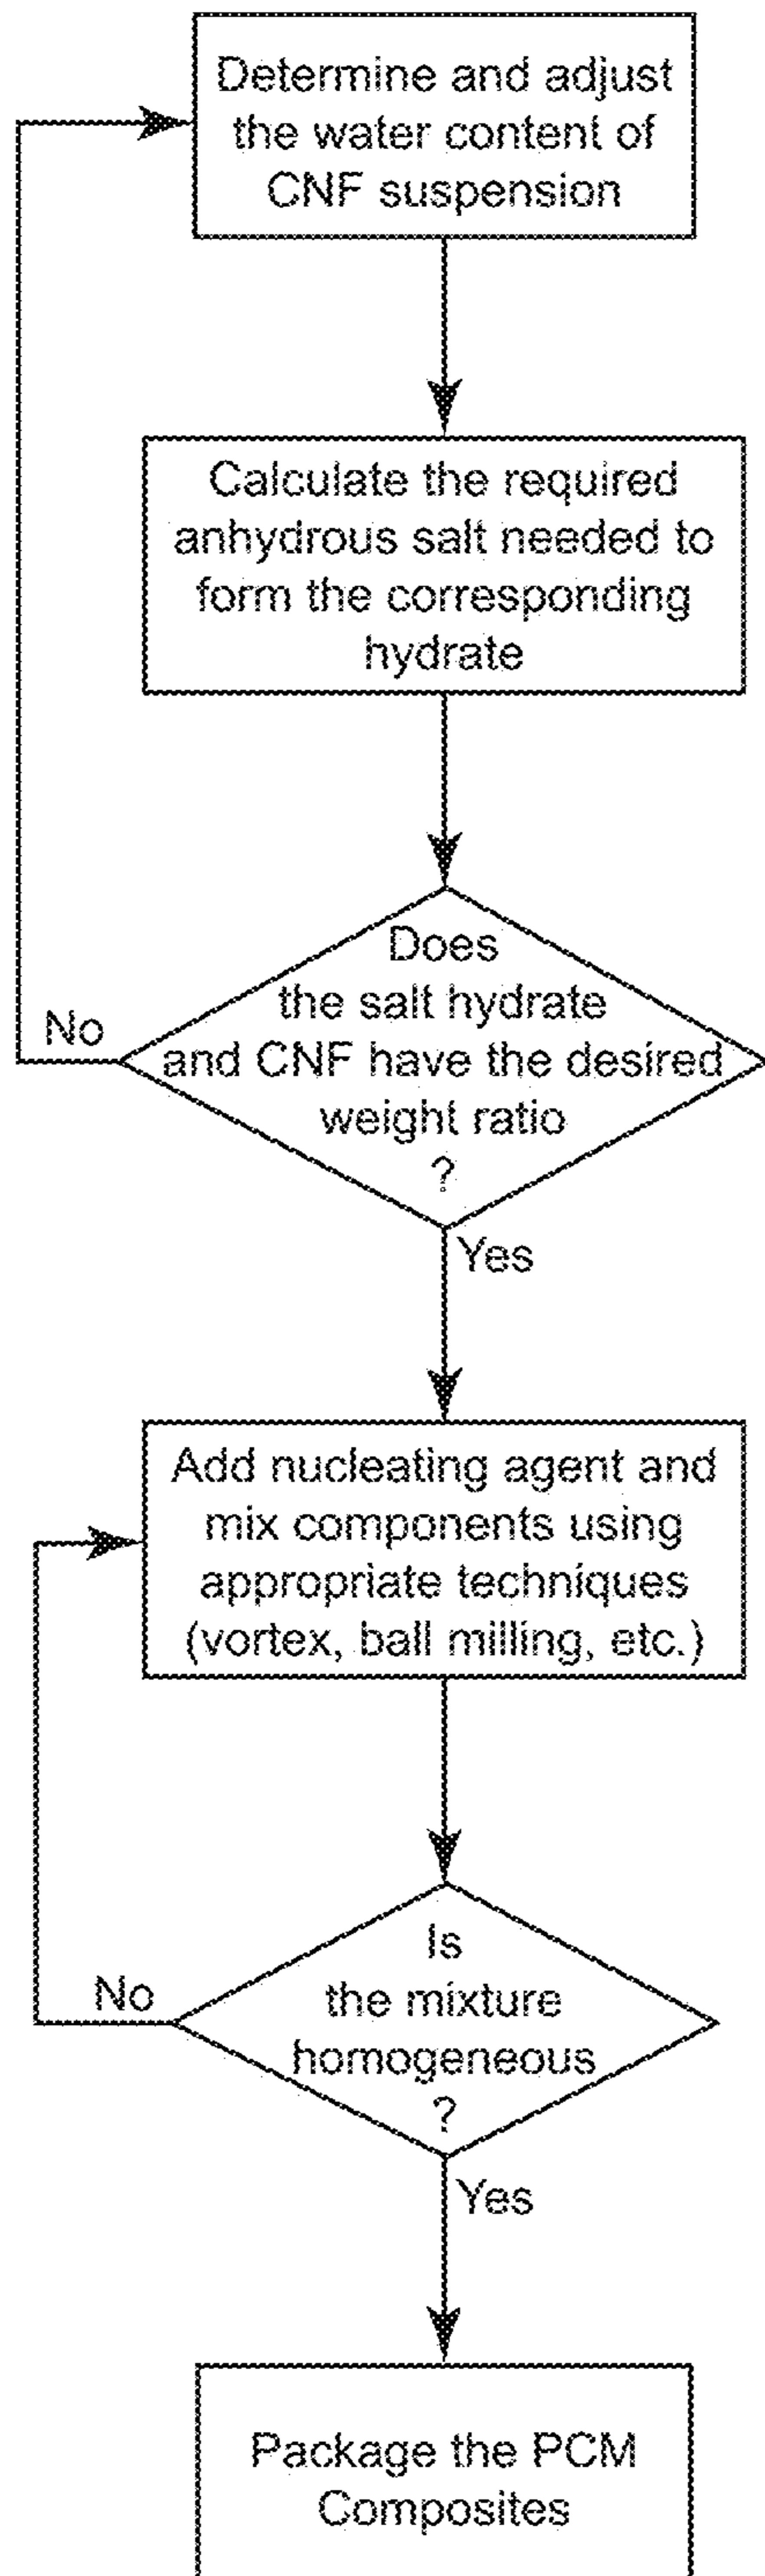 Determine and adjust
the water content of
CNF suspension
Calculate the required
anhydrous salt needed to
form the corresponding
hydrate
Does
the salt hydrate
and CNF have the desired
weight ratio
?
No
Yes
Add nucleating agent and
mix components using
appropriate techniques
(vortex, ball milling, etc.)
Is
the mixture
homogeneous
?
No
Yes
Package the PCM
Composites